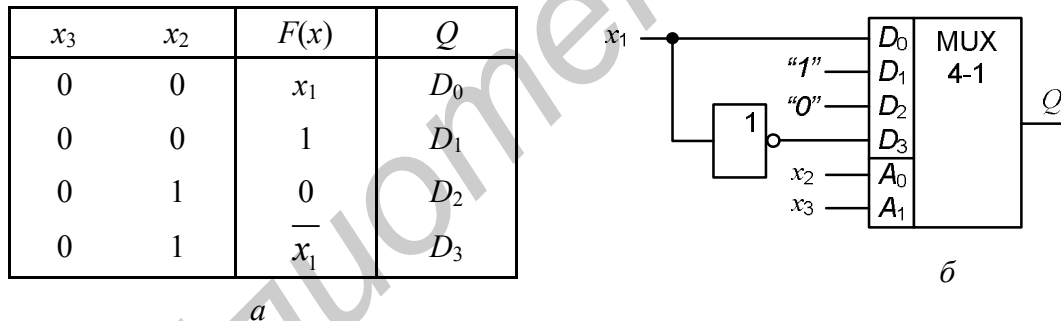 x₃ x₂ F(x) Q
0 0 x₁ D₀
0 0 1 D₁
0 1 0 D₂
0 1 x̅₁ D₃
а
x₁ D₀ MUX
“1” D₁ 4-1
“0” D₂ Q
1 D₃
x₂ A₀
x₃ A₁
б